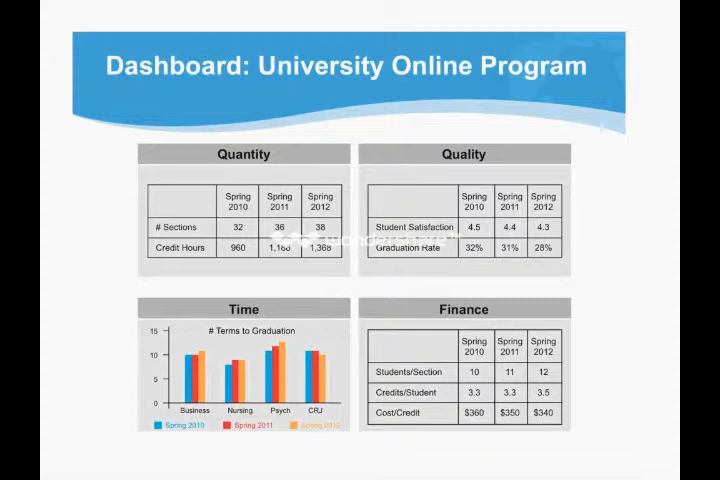 Dashboard: University Online Program
Quantity
Spring 2010 Spring 2011 Spring 2012
# Sections 32 36 38
Credit Hours 960 1,188 1,368
Quality
Spring 2010 Spring 2011 Spring 2012
Student Satisfaction 4.5 4.4 4.3
Graduation Rate 32% 31% 28%
wondershare™
Time
# Terms to Graduation
15
10
5
0
Business Nursing Psych CRJ
Spring 2010 Spring 2011 Spring 2012
Finance
Spring 2010 Spring 2011 Spring 2012
Students/Section 10 11 12
Credits/Student 3.3 3.3 3.5
Cost/Credit $360 $350 $340